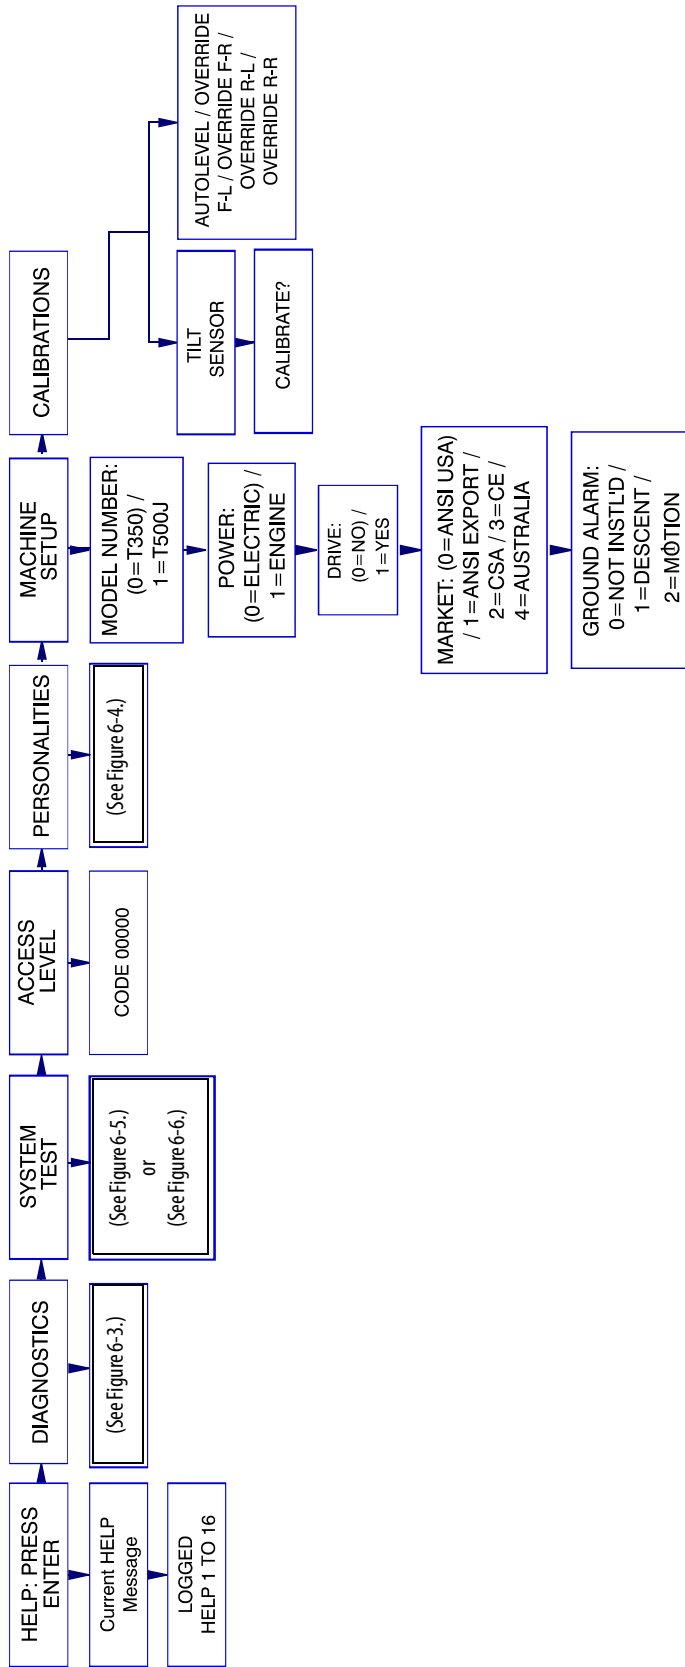 HELP: PRESS
ENTER
Current HELP
Message
LOGGED
HELP 1 TO 16
DIAGNOSTICS
(See Figure 6-3.)
SYSTEM
TEST
(See Figure 6-5.)
or
(See Figure 6-6.)
ACCESS
LEVEL
CODE 00000
PERSONALITIES
(See Figure 6-4.)
MACHINE
SETUP
MODEL NUMBER:
(0=T350) /
1=T500J
POWER:
(0=ELECTRIC) /
1=ENGINE
DRIVE:
(0=NO) /
1=YES
MARKET: (0=ANSI USA)
/ 1=ANSI EXPORT /
2=CSA / 3=CE /
4=AUSTRALIA
GROUND ALARM:
0=NOT INSTL'D /
1=DESCENT /
2=MOTION
CALIBRATIONS
TILT
SENSOR
CALIBRATE?
AUTOLEVEL / OVERRIDE
F-L / OVERRIDE F-R /
OVERRIDE R-L /
OVERRIDE R-R